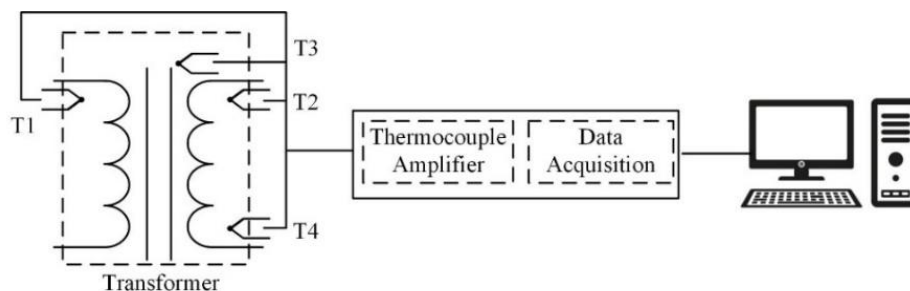 T3
T1
T2
Thermocouple
Amplifier
Data
Acquisition
T4
Transformer